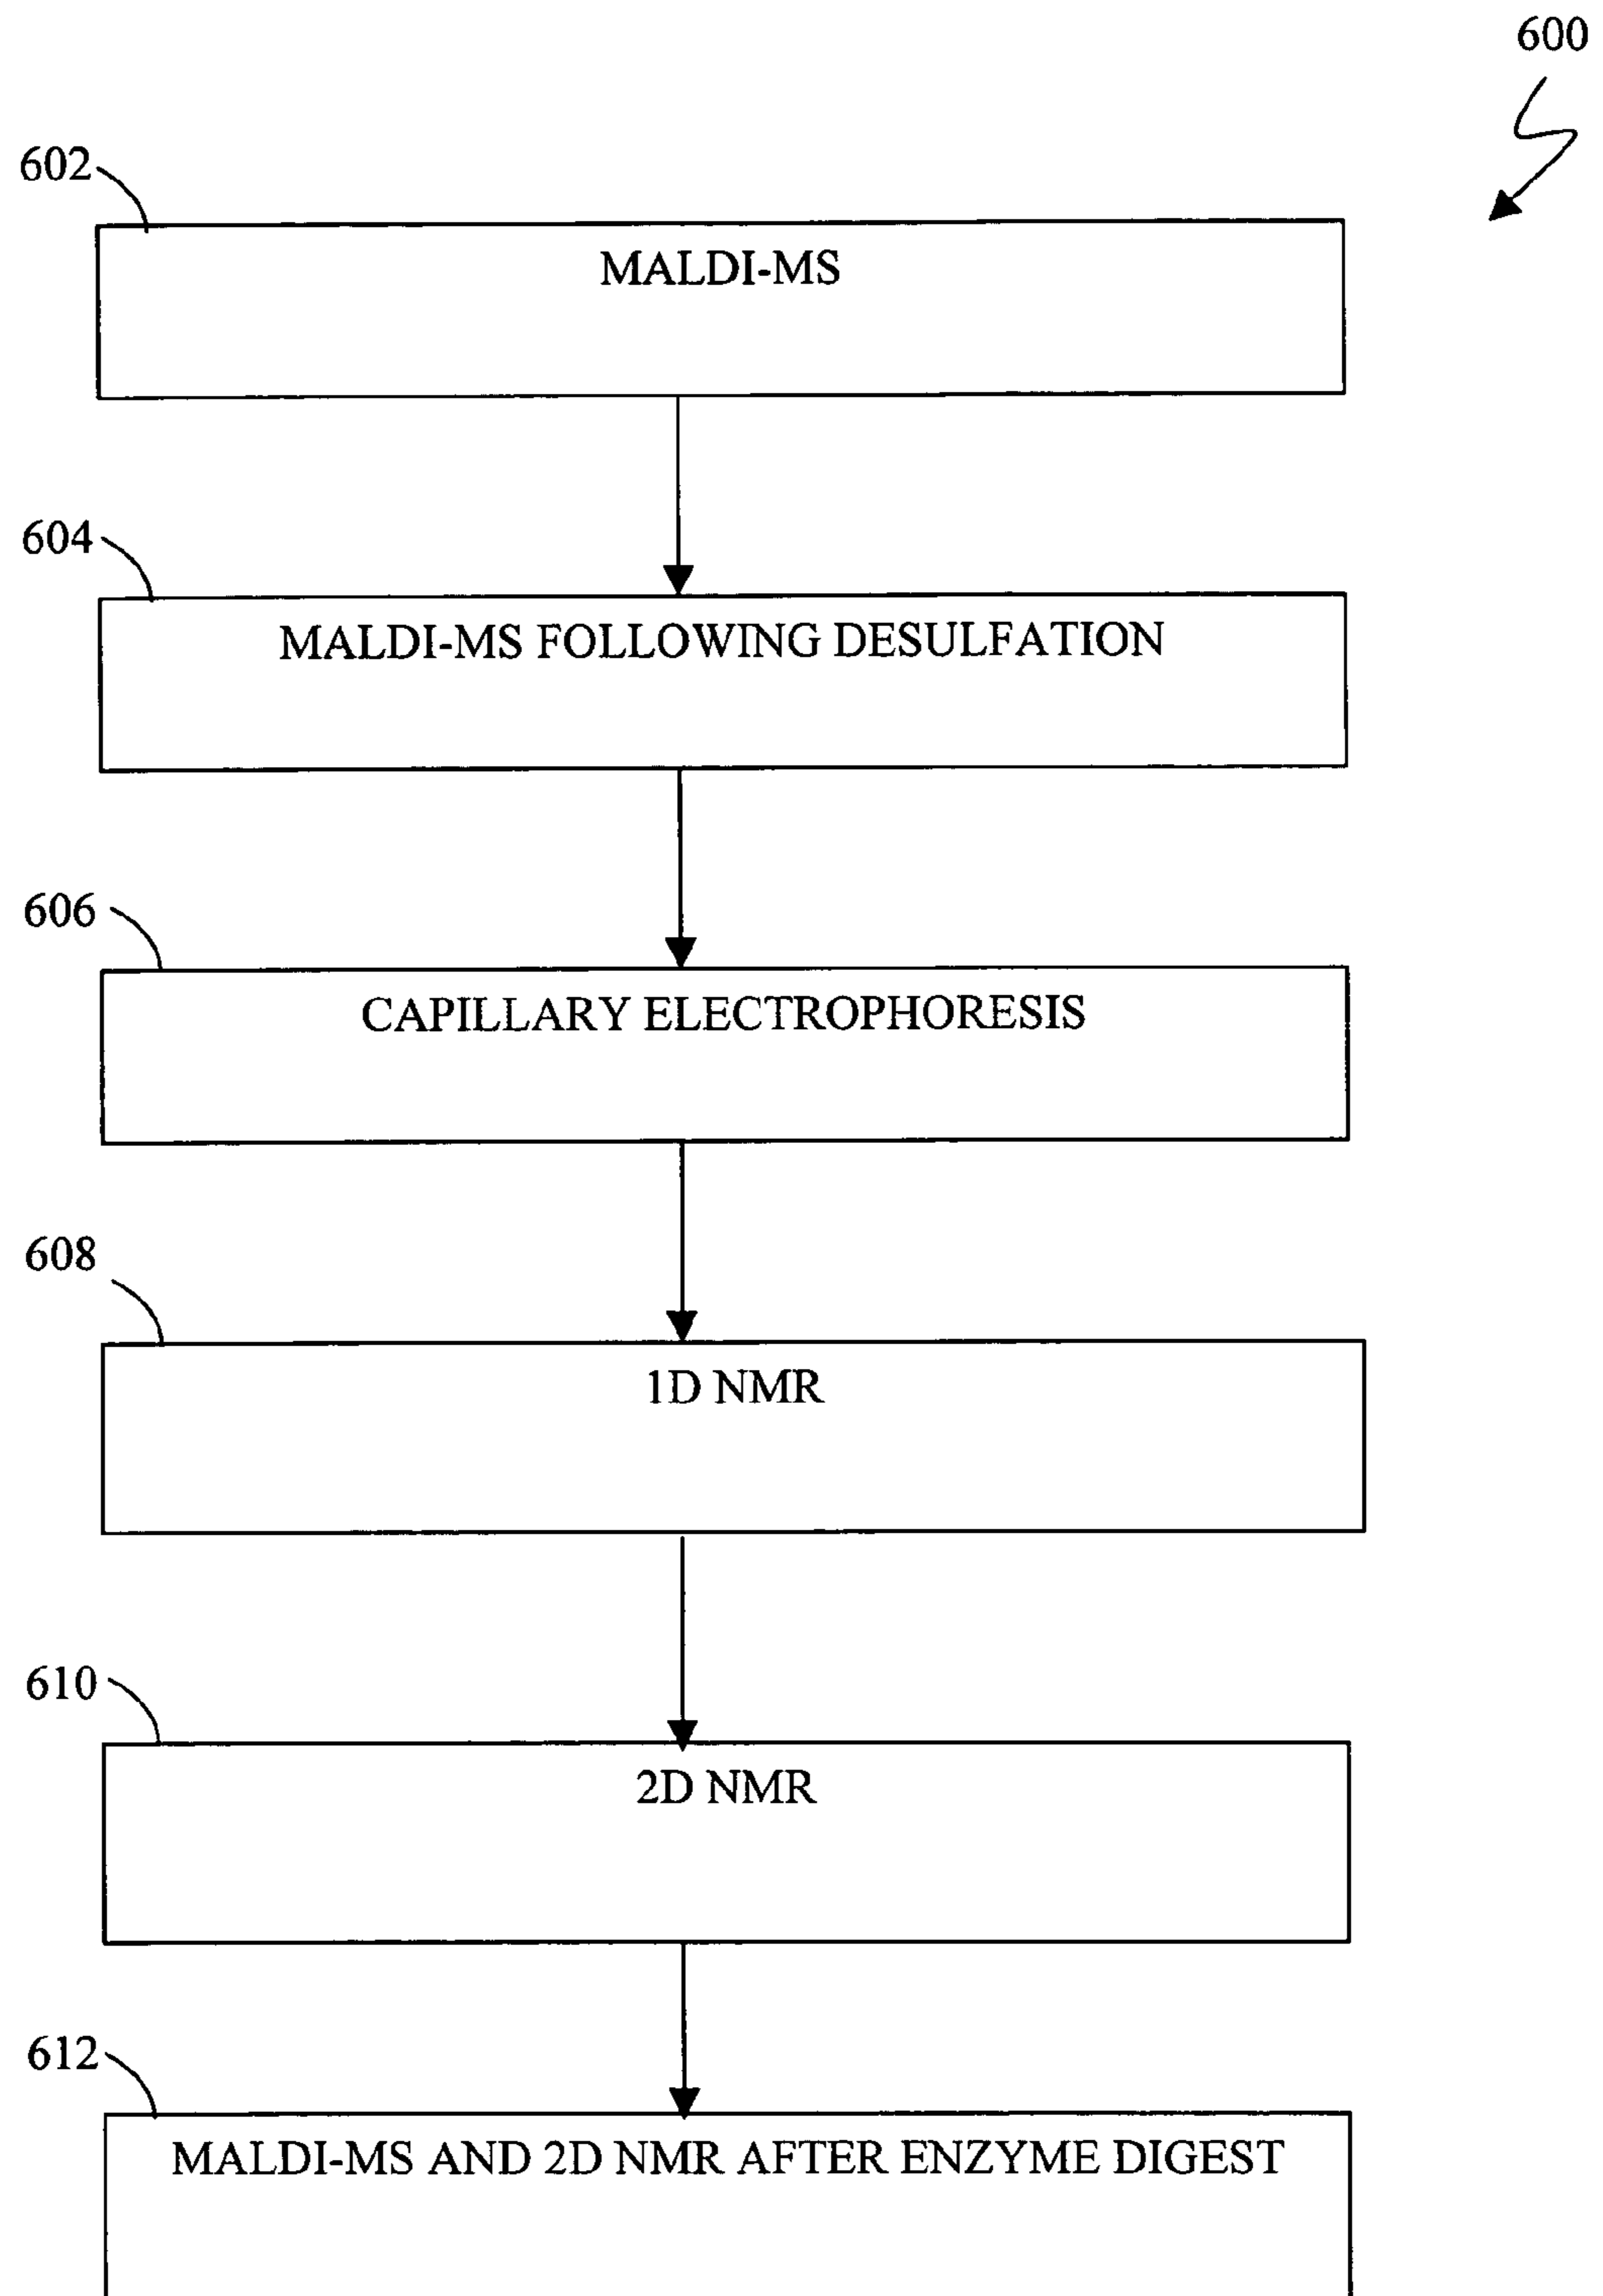 600
602
MALDI-MS
604
MALDI-MS FOLLOWING DESULFATION
606
CAPILLARY ELECTROPHORESIS
608
1D NMR
610
2D NMR
612
MALDI-MS AND 2D NMR AFTER ENZYME DIGEST